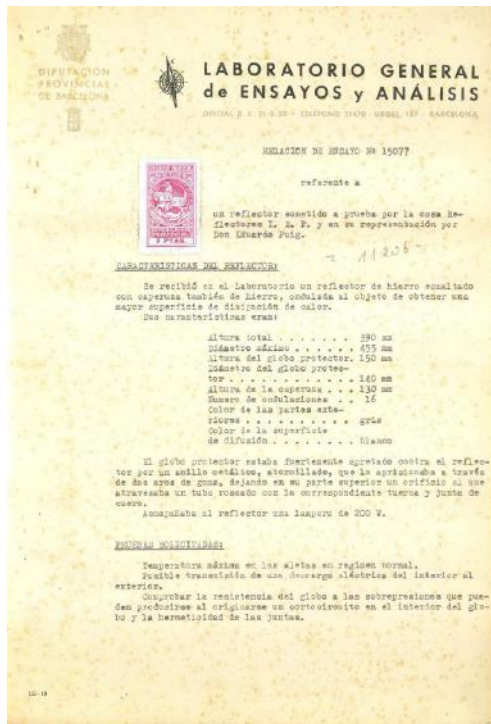 DIPUTACIÓN
PROVINCIAL
DE BARCELONA
LABORATORIO GENERAL
de ENSAYOS y ANÁLISIS
RELACIÓN DE ENSAYO Nº 15077
referente a
un reflector sometido a prueba por la casa Re-
flectores Y. E. P. y en su representación por
Don Eduardo Puig.
CARACTERISTICAS DEL REFLECTOR:
Se recibió en el Laboratorio un reflector de hierro esmaltado
con caperuza también de hierro, ondulada al objeto de obtener una
mayor superficie de disipación de calor.
Sus características eran:
Altura total . . . . . . . . 390 mm
Diámetro máximo . . . . . . 455 mm
Altura del globo protector. 150 mm
Diámetro del globo protec-
tor . . . . . . . . . . . . 140 mm
Altura de la caperuza . . . 130 mm
Numero de ondulaciones . . 16
Color de las partes exte-
riores . . . . . . . . . . gris
Color de la superficie
de difusión . . . . . . . . blanco
El globo protector estaba fuertemente apretado contra el reflec-
tor por un anillo metálico, atornillado, que lo aprisionaba a través
de dos aros de goma, dejando en su parte superior un orificio al que
atravesaba un tubo roscado con la correspondiente tuerca y junta de
cuero.
Acompañaba al reflector una lampara de 200 W.
PRUEBAS SOLICITADAS:
Temperatura máxima en las aletas en regimen normal.
Posible transmisión de una descarga eléctrica del interior al
exterior.
Comprobar la resistencia del globo a las sobrepresiones que pue-
den producirse al originarse un cortocircuito en el interior del glo-
bo y la hermeticidad de las juntas.